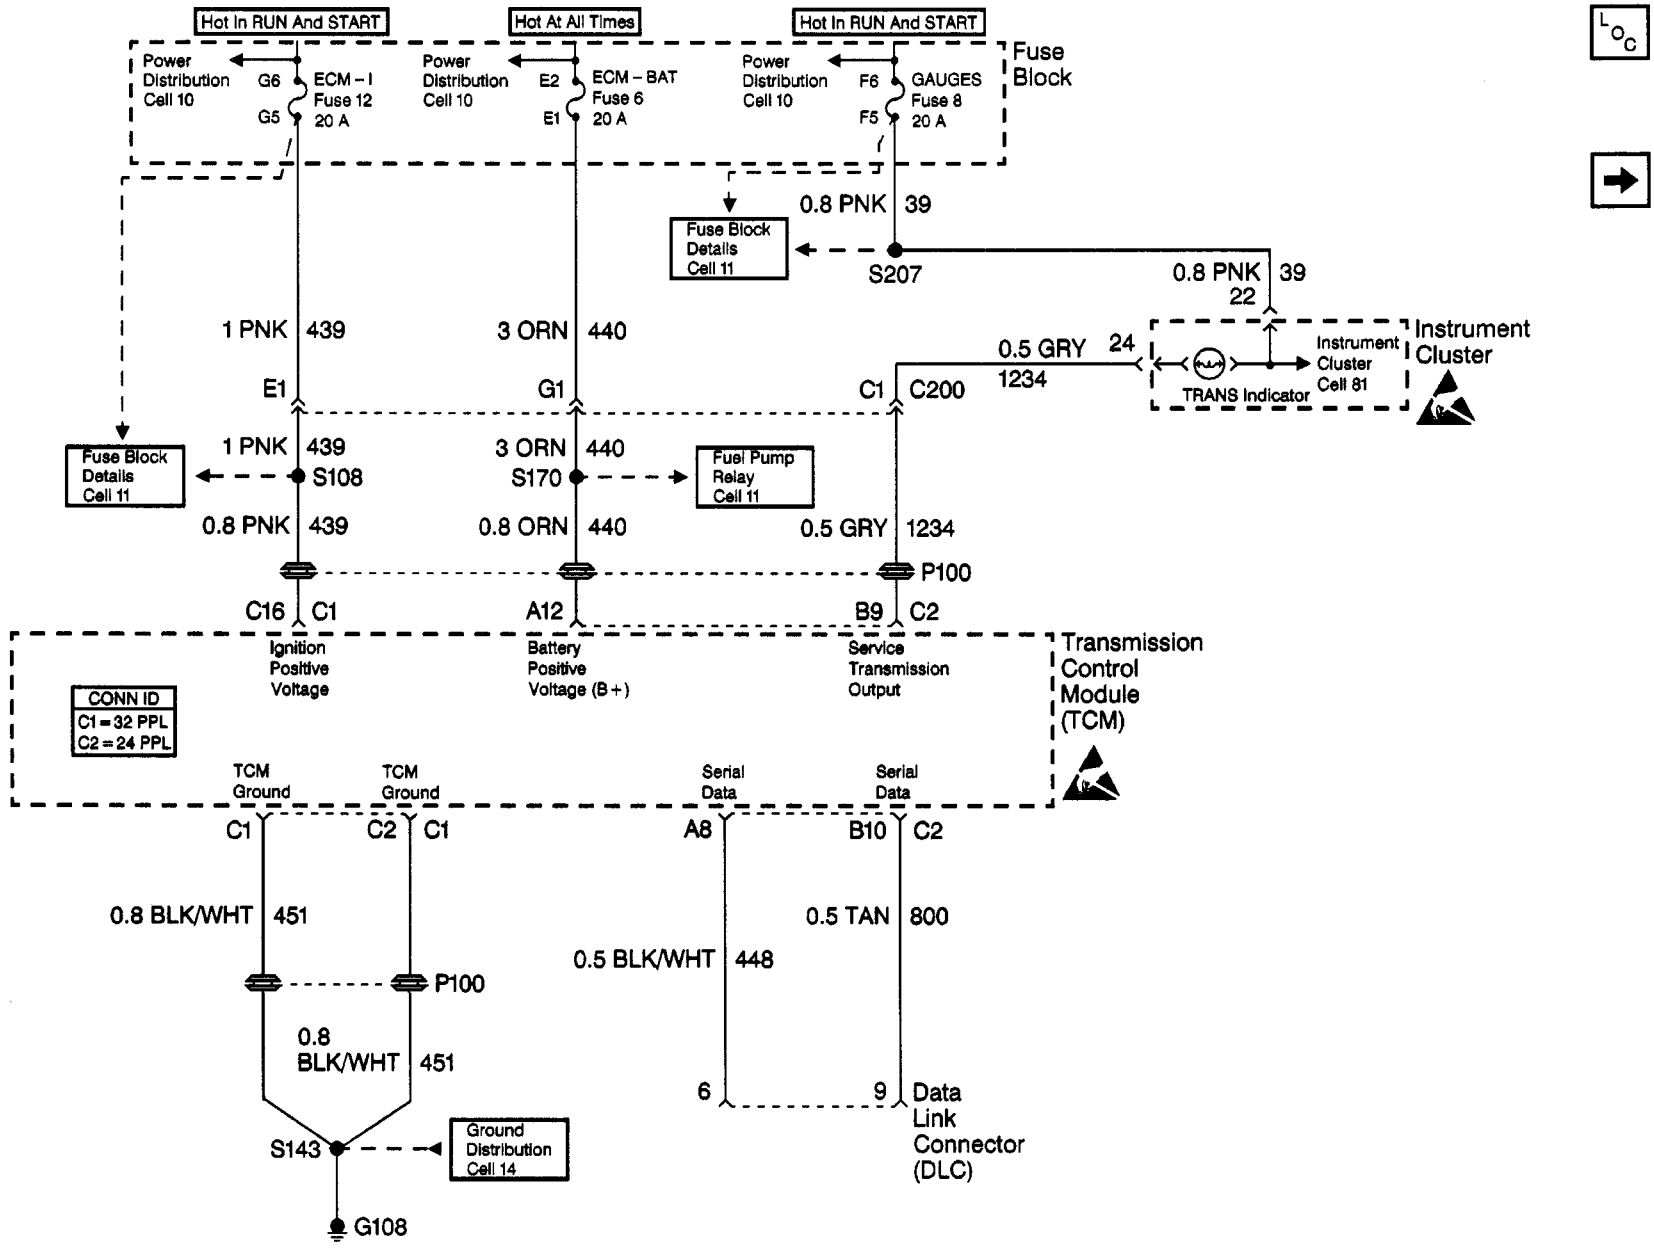 Hot In RUN And START
Hot At All Times
Hot In RUN And START
L
O
C
Power
Distribution
Cell 10
G6
G5
ECM – I
Fuse 12
20 A
Power
Distribution
Cell 10
E2
E1
ECM – BAT
Fuse 6
20 A
Power
Distribution
Cell 10
F6
F5
GAUGES
Fuse 8
20 A
Fuse
Block
0.8 PNK 39
Fuse Block
Details
Cell 11
S207
0.8 PNK 39
22
1 PNK 439
3 ORN 440
0.5 GRY 24
1234
Instrument
Cluster
Cell 81
TRANS Indicator
Instrument
Cluster
E1
G1
C1 C200
1 PNK 439
3 ORN 440
Fuse Block
Details
Cell 11
S108
S170
Fuel Pump
Relay
Cell 11
0.8 PNK 439
0.8 ORN 440
0.5 GRY 1234
P100
C16 C1
A12
B9 C2
Ignition
Positive
Voltage
Battery
Positive
Voltage (B +)
Service
Transmission
Output
Transmission
Control
Module
(TCM)
CONN ID
C1 = 32 PPL
C2 = 24 PPL
TCM
Ground
TCM
Ground
Serial
Data
Serial
Data
C1
C2 C1
A8
B10 C2
0.8 BLK/WHT 451
0.5 BLK/WHT 448
0.5 TAN 800
P100
0.8
BLK/WHT 451
6
9
Data
Link
Connector
(DLC)
S143
Ground
Distribution
Cell 14
G108